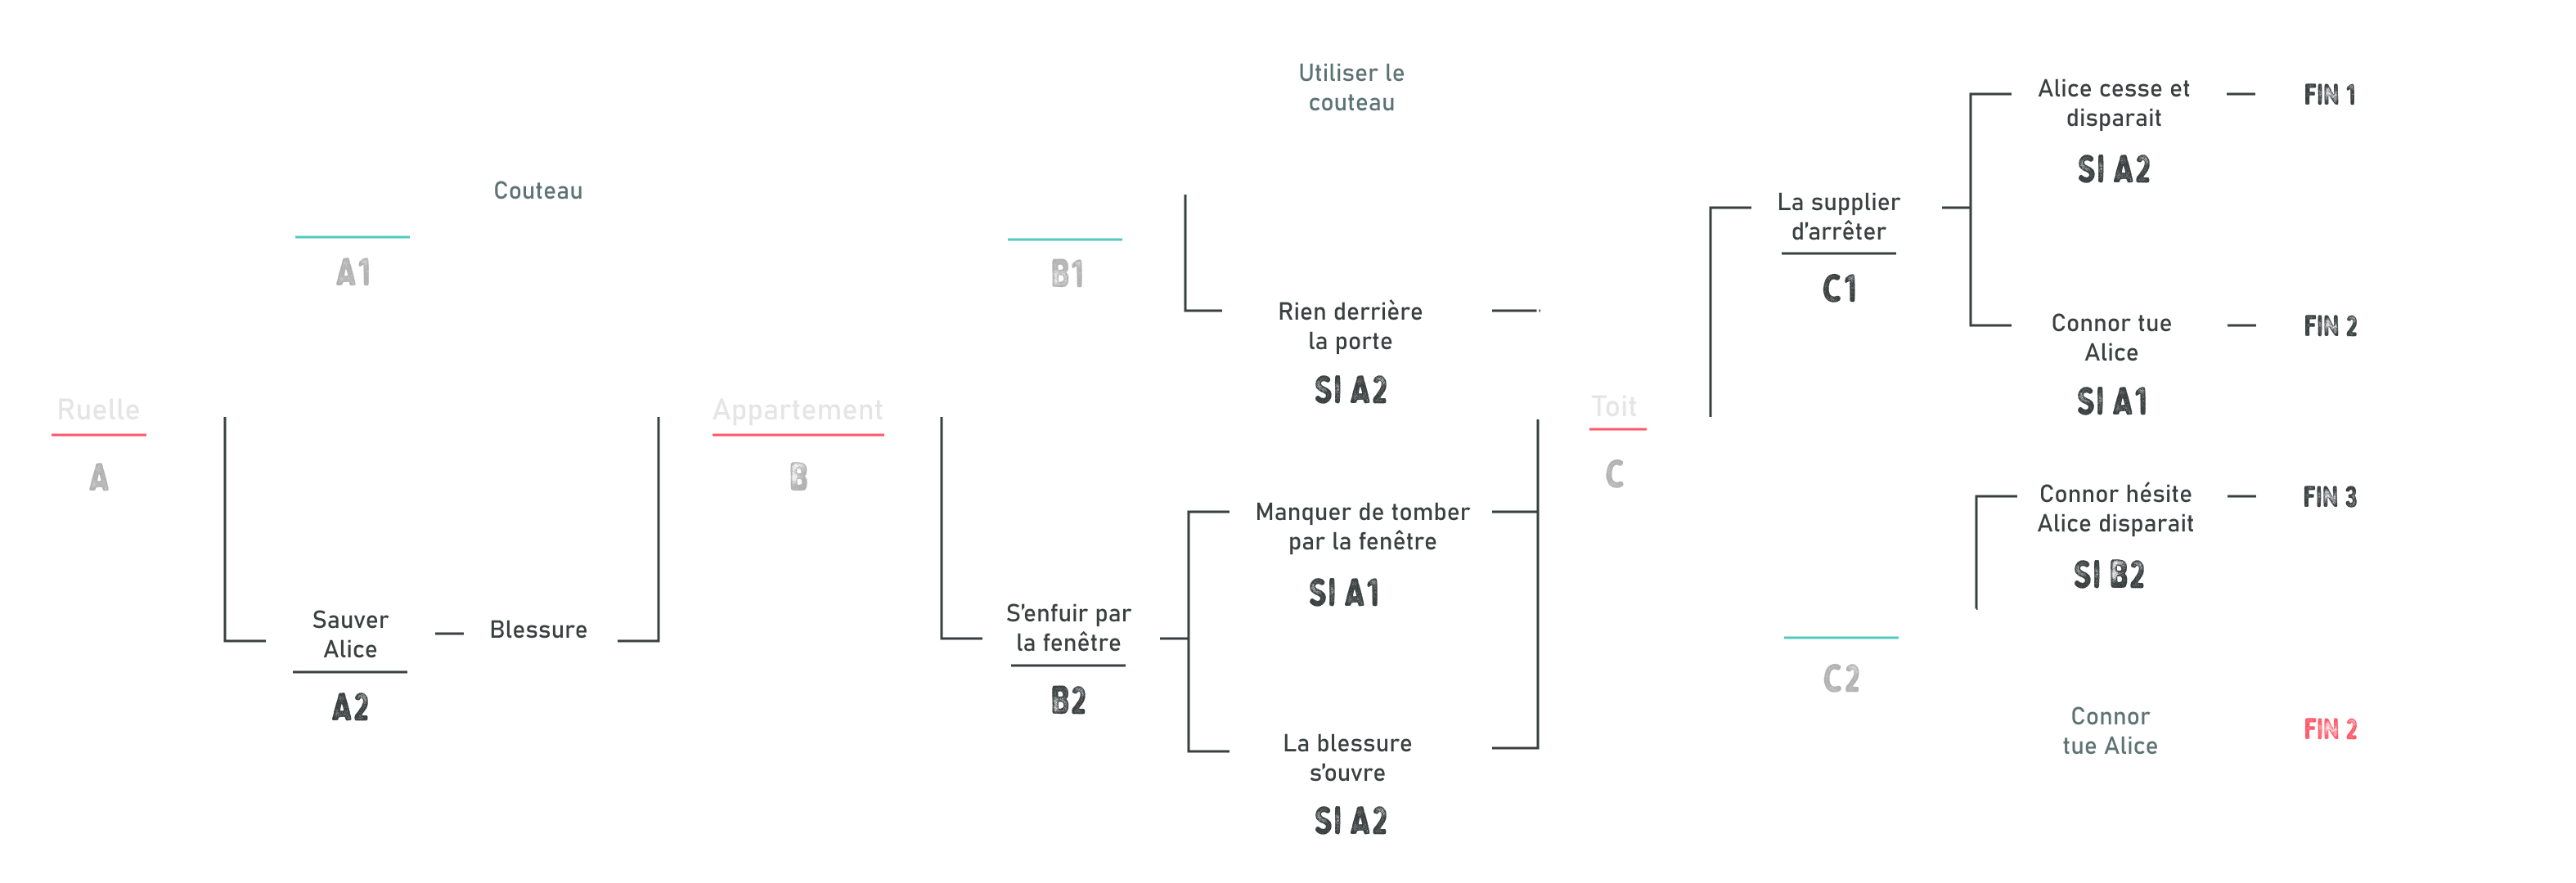 Ruelle
A
A1
Couteau
Sauver
Alice
A2
Blessure
Appartement
B
B1
Utiliser le
couteau
Rien derrière
la porte
SI A2
S'enfuir par
la fenêtre
B2
Manquer de tomber
par la fenêtre
SI A1
La blessure
s'ouvre
SI A2
Toit
C
La supplier
d'arrêter
C1
Alice cesse et
disparait
SI A2
FIN 1
Connor tue
Alice
SI A1
FIN 2
C2
Connor hésite
Alice disparait
SI B2
FIN 3
Connor
tue Alice
FIN 2